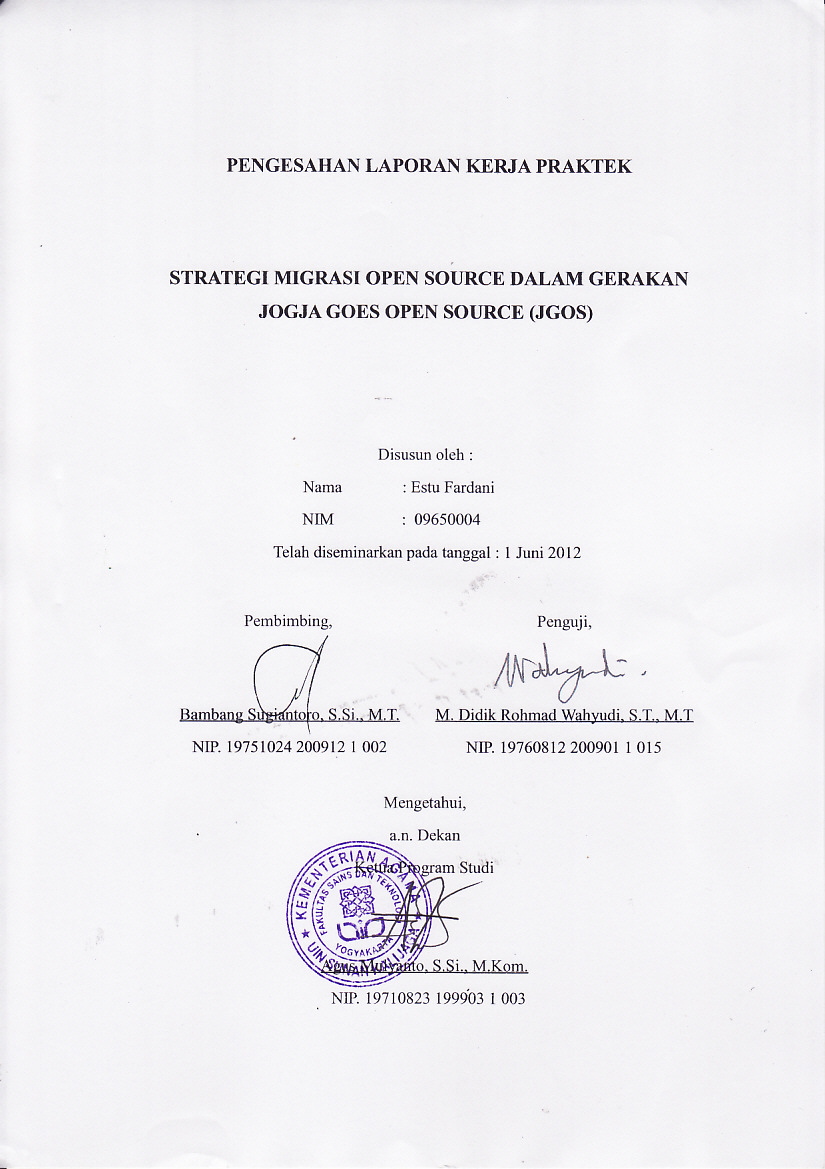 PENGESAHAN LAPORAN KERJA PRAKTEK
STRATEGI MIGRASI OPEN SOURCE DALAM GERAKAN
JOGJA GOES OPEN SOURCE (JGOS)
Disusun oleh :
Nama : Estu Fardani
NIM : 09650004
Telah diseminarkan pada tanggal : 1 Juni 2012
Pembimbing, Penguji,
Wahyudi
Bambang Sugiantoro, S.Si., M.T. M. Didik Rohmad Wahyudi, S.T., M.T
NIP. 19751024 200912 1 002 NIP. 19760812 200901 1 015
Mengetahui,
a.n. Dekan
Ketua Program Studi
KEMENTERIAN AGAMA
FAKULTAS SAINS DAN TEKNOLOGI
YOGYAKARTA
UIN SUNAN KALIJAGA
Agus Mulyanto, S.Si., M.Kom.
NIP. 19710823 199903 1 003